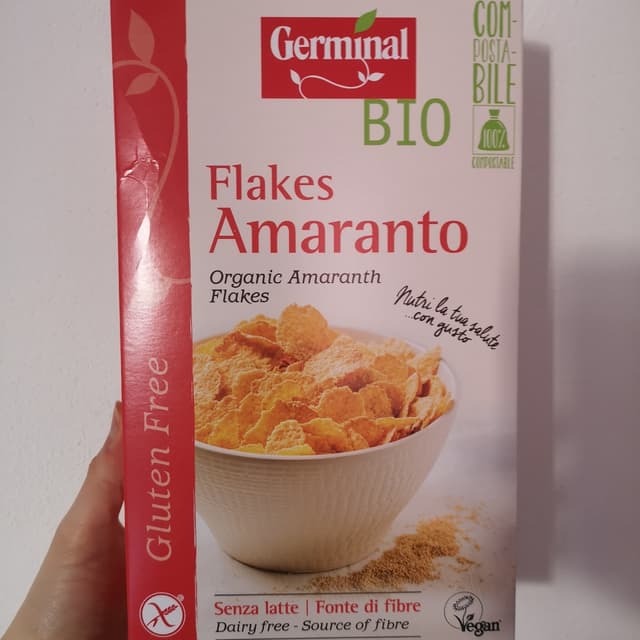 Germinal
BIO
COM-
POSTA-
BILE
100%
COMPOSTABILE
Flakes
Amaranto
Organic Amaranth
Flakes
Nutri la tua salute
...con gusto
Gluten Free
Senza latte | Fonte di fibre
Dairy free - Source of fibre
Vegan